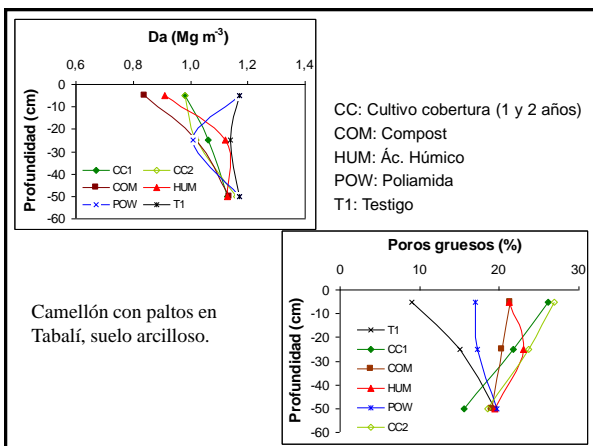 Da (Mg m-3)
0,6 0,8 1,0 1,2 1,4
Profundidad (cm)
0
-10
-20
-30
-40
-50
-60
CC1 CC2
COM HUM
POW T1
CC: Cultivo cobertura (1 y 2 años)
COM: Compost
HUM: Ác. Húmico
POW: Poliamida
T1: Testigo
Camellón con paltos en
Tabalí, suelo arcilloso.
Poros gruesos (%)
0 10 20 30
Profundidad (cm)
0
-10
-20
-30
-40
-50
-60
T1
CC1
COM
HUM
POW
CC2